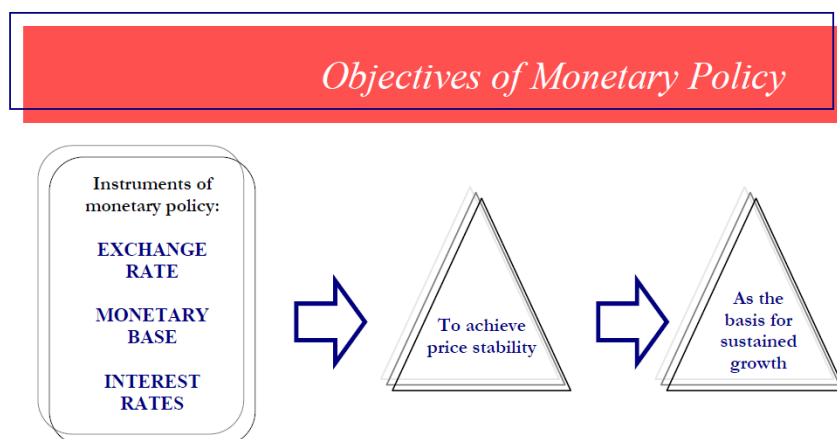 Objectives of Monetary Policy
Instruments of
monetary policy:
EXCHANGE
RATE
MONETARY
BASE
INTEREST
RATES
To achieve
price stability
As the
basis for
sustained
growth